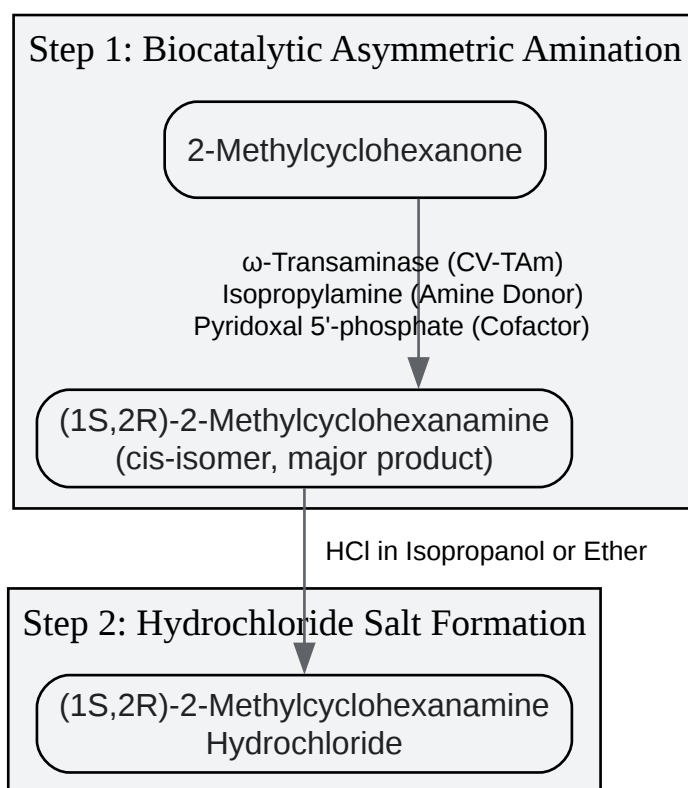 Step 1: Biocatalytic Asymmetric Amination
2-Methylcyclohexanone
ω-Transaminase (CV-TAm)
Isopropylamine (Amine Donor)
Pyridoxal 5'-phosphate (Cofactor)
(1S,2R)-2-Methylcyclohexanamine
(cis-isomer, major product)
HCl in Isopropanol or Ether
Step 2: Hydrochloride Salt Formation
(1S,2R)-2-Methylcyclohexanamine
Hydrochloride